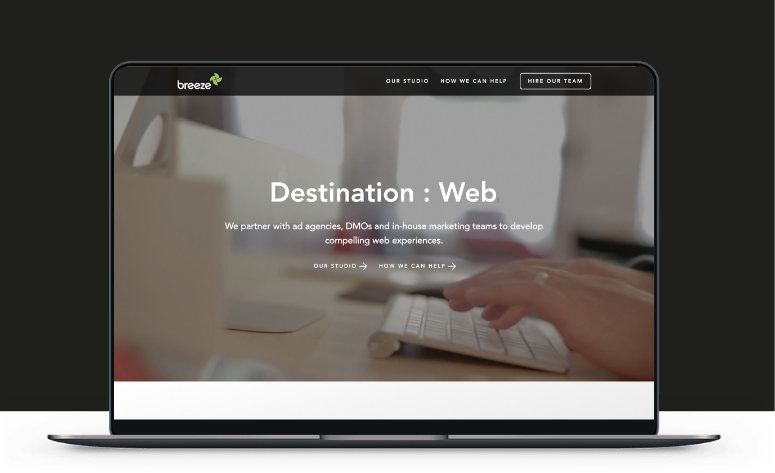 breeze
OUR STUDIO
HOW WE CAN HELP
HIRE OUR TEAM
Destination : Web
We partner with ad agencies, DMOs and in-house marketing teams to develop
compelling web experiences.
OUR STUDIO
HOW WE CAN HELP